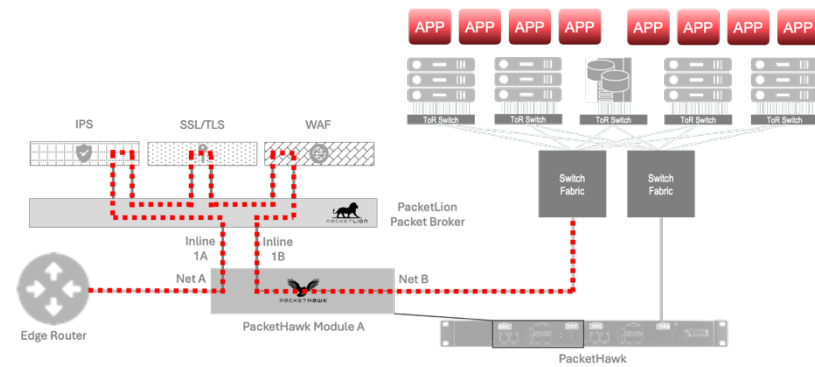 APP APP APP APP APP APP APP APP
ToR Switch ToR Switch ToR Switch ToR Switch ToR Switch
IPS SSL/TLS WAF
Switch
Fabric
Switch
Fabric
PACKETLION
PacketLion
Packet Broker
Inline
1A
Inline
1B
Net A
Net B
PACKETHAWK
Edge Router
PacketHawk Module A
PacketHawk